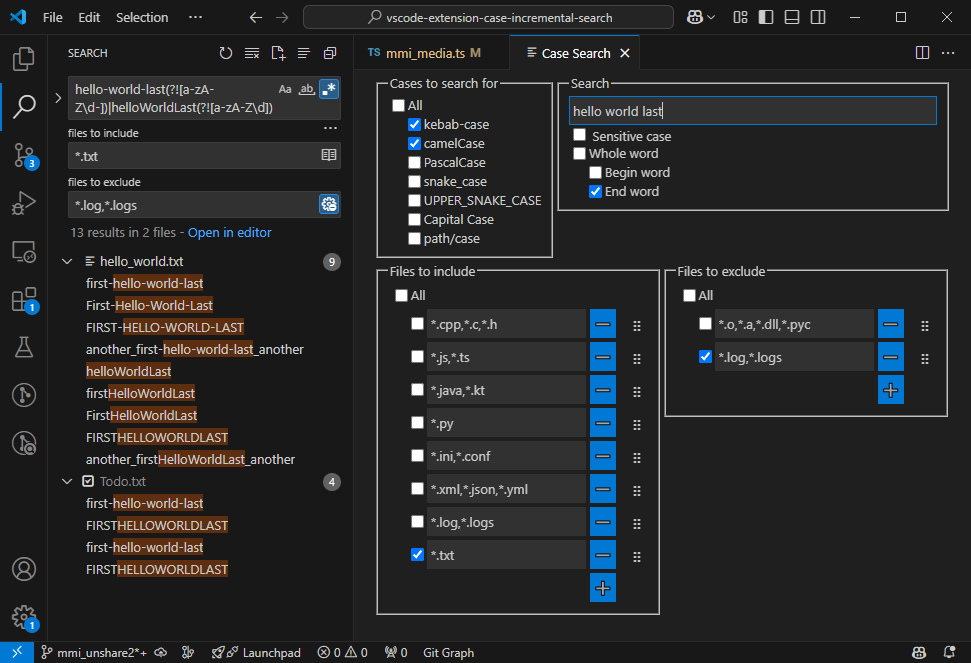 File Edit Selection ··· vscode-extension-case-incremental-search
SEARCH
hello-world-last(?![a-zA-
Z\d-])|helloWorldLast(?![a-zA-Z\d])
Aa ab .*
files to include
*.txt
files to exclude
*.log,*.logs
13 results in 2 files - Open in editor
hello_world.txt 9
first-hello-world-last
First-Hello-World-Last
FIRST-HELLO-WORLD-LAST
another_first-hello-world-last_another
helloWorldLast
firstHelloWorldLast
FirstHelloWorldLast
FIRSTHELLOWORLDLAST
another_firstHelloWorldLast_another
Todo.txt 4
first-hello-world-last
FIRSTHELLOWORLDLAST
first-hello-world-last
FIRSTHELLOWORLDLAST
3
1
1
TS mmi_media.ts M
Case Search
Cases to search for
All
kebab-case
camelCase
PascalCase
snake_case
UPPER_SNAKE_CASE
Capital Case
path/case
Search
hello world last
Sensitive case
Whole word
Begin word
End word
Files to include
All
*.cpp,*.c,*.h
*.js,*.ts
*.java,*.kt
*.py
*.ini,*.conf
*.xml,*.json,*.yml
*.log,*.logs
*.txt
Files to exclude
All
*.o,*.a,*.dll,*.pyc
*.log,*.logs
mmi_unshare2*+ Launchpad 0 0 0 Git Graph